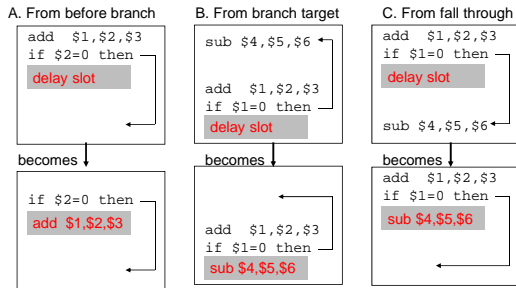 A. From before branch
add $1,$2,$3
if $2=0 then
delay slot
becomes
if $2=0 then
add $1,$2,$3
B. From branch target
sub $4,$5,$6
add $1,$2,$3
if $1=0 then
delay slot
becomes
add $1,$2,$3
if $1=0 then
sub $4,$5,$6
C. From fall through
add $1,$2,$3
if $1=0 then
delay slot
sub $4,$5,$6
becomes
add $1,$2,$3
if $1=0 then
sub $4,$5,$6